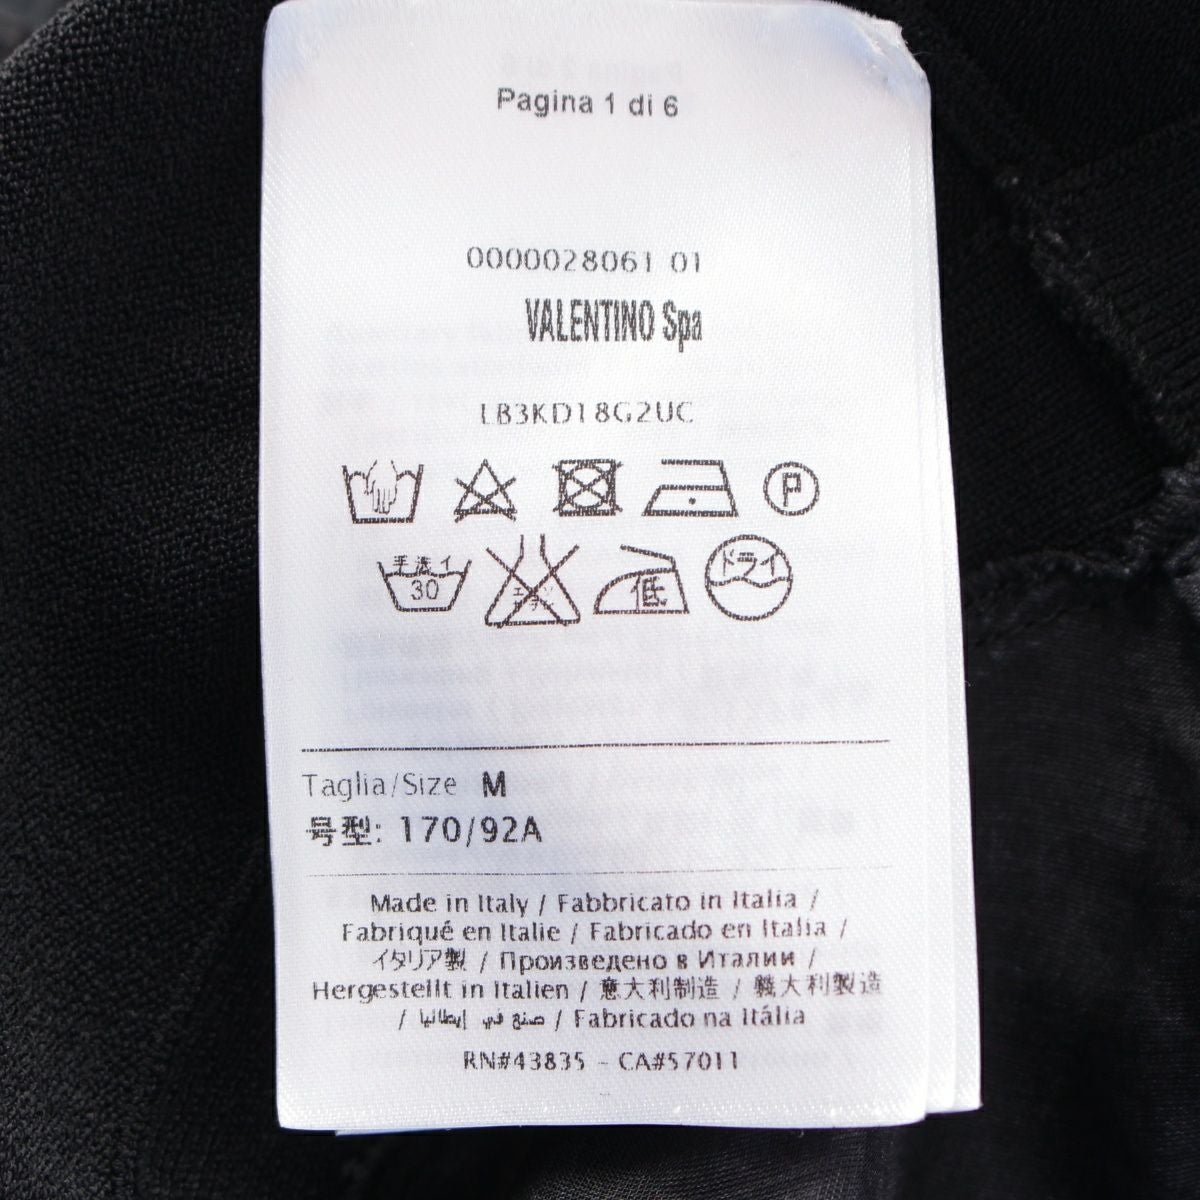 Pagina 1 di 6
0000028061 01
VALENTINO Spa
LB3KD18G2UC
P
手洗イ
30
低
ドライ
Taglia/Size M
号型: 170/92A
Made in Italy / Fabbricato in Italia /
Fabriqué en Italie / Fabricado en Italia /
イタリア製 / Произведено в Италии /
Hergestellt in Italien / 意大利制造 / 義大利製造
/ صنع في إيطاليا / Fabricado na Itália
RN#43835 - CA#57011